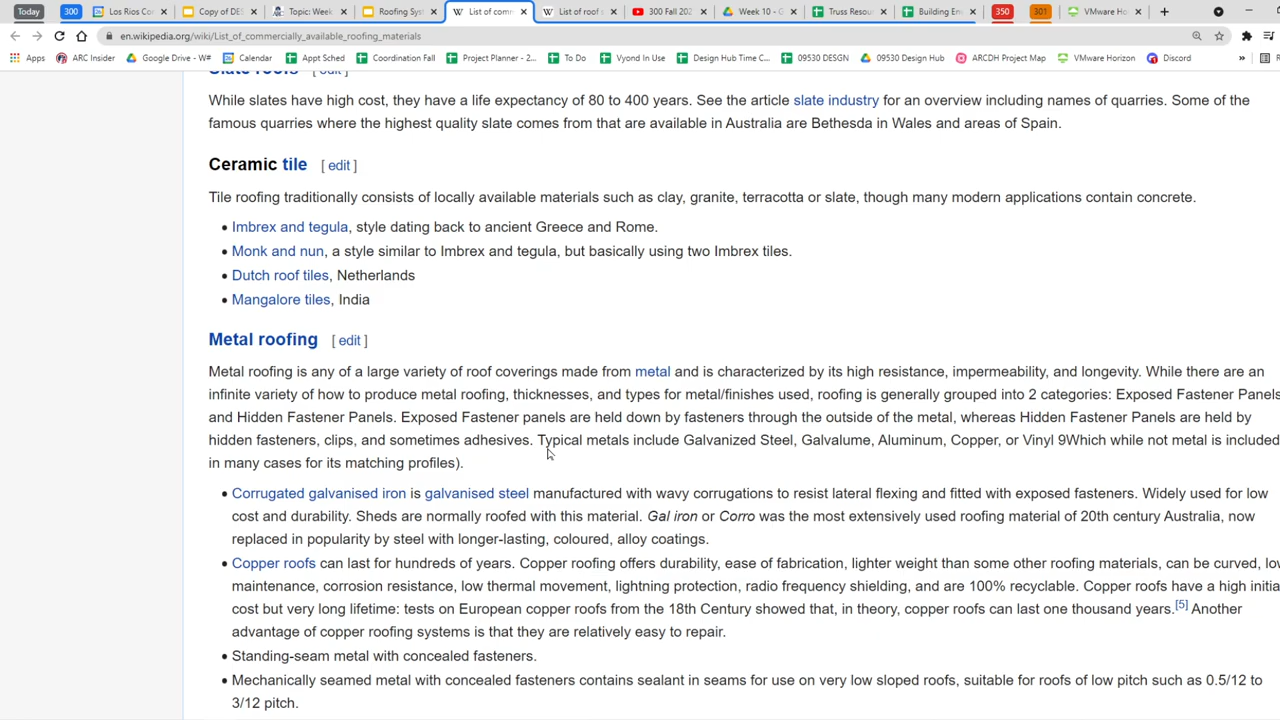 Today 300 Los Rios Co Copy of DES Topic: Week Roofing Sys List of com List of roof s 300 Fall 202 Week 10 - G Truss Resou Building En 350 301 VMware Ho
en.wikipedia.org/wiki/List_of_commercially_available_roofing_materials
Apps ARC Insider Google Drive - W# Calendar Appt Sched Coordination Fall Project Planner - 2... To Do Vyond In Use Design Hub Time C... 09530 DESGN 09530 Design Hub ARCDH Project Map VMware Horizon Discord »
Slate roofs [ edit ]
While slates have high cost, they have a life expectancy of 80 to 400 years. See the article slate industry for an overview including names of quarries. Some of the
famous quarries where the highest quality slate comes from that are available in Australia are Bethesda in Wales and areas of Spain.
Ceramic tile [ edit ]
Tile roofing traditionally consists of locally available materials such as clay, granite, terracotta or slate, though many modern applications contain concrete.
• Imbrex and tegula, style dating back to ancient Greece and Rome.
• Monk and nun, a style similar to Imbrex and tegula, but basically using two Imbrex tiles.
• Dutch roof tiles, Netherlands
• Mangalore tiles, India
Metal roofing [ edit ]
Metal roofing is any of a large variety of roof coverings made from metal and is characterized by its high resistance, impermeability, and longevity. While there are an
infinite variety of how to produce metal roofing, thicknesses, and types for metal/finishes used, roofing is generally grouped into 2 categories: Exposed Fastener Panels
and Hidden Fastener Panels. Exposed Fastener panels are held down by fasteners through the outside of the metal, whereas Hidden Fastener Panels are held by
hidden fasteners, clips, and sometimes adhesives. Typical metals include Galvanized Steel, Galvalume, Aluminum, Copper, or Vinyl 9Which while not metal is included
in many cases for its matching profiles).
• Corrugated galvanised iron is galvanised steel manufactured with wavy corrugations to resist lateral flexing and fitted with exposed fasteners. Widely used for low
cost and durability. Sheds are normally roofed with this material. Gal iron or Corro was the most extensively used roofing material of 20th century Australia, now
replaced in popularity by steel with longer-lasting, coloured, alloy coatings.
• Copper roofs can last for hundreds of years. Copper roofing offers durability, ease of fabrication, lighter weight than some other roofing materials, can be curved, lo
maintenance, corrosion resistance, low thermal movement, lightning protection, radio frequency shielding, and are 100% recyclable. Copper roofs have a high initia
cost but very long lifetime: tests on European copper roofs from the 18th Century showed that, in theory, copper roofs can last one thousand years.[5] Another
advantage of copper roofing systems is that they are relatively easy to repair.
• Standing-seam metal with concealed fasteners.
• Mechanically seamed metal with concealed fasteners contains sealant in seams for use on very low sloped roofs, suitable for roofs of low pitch such as 0.5/12 to
3/12 pitch.